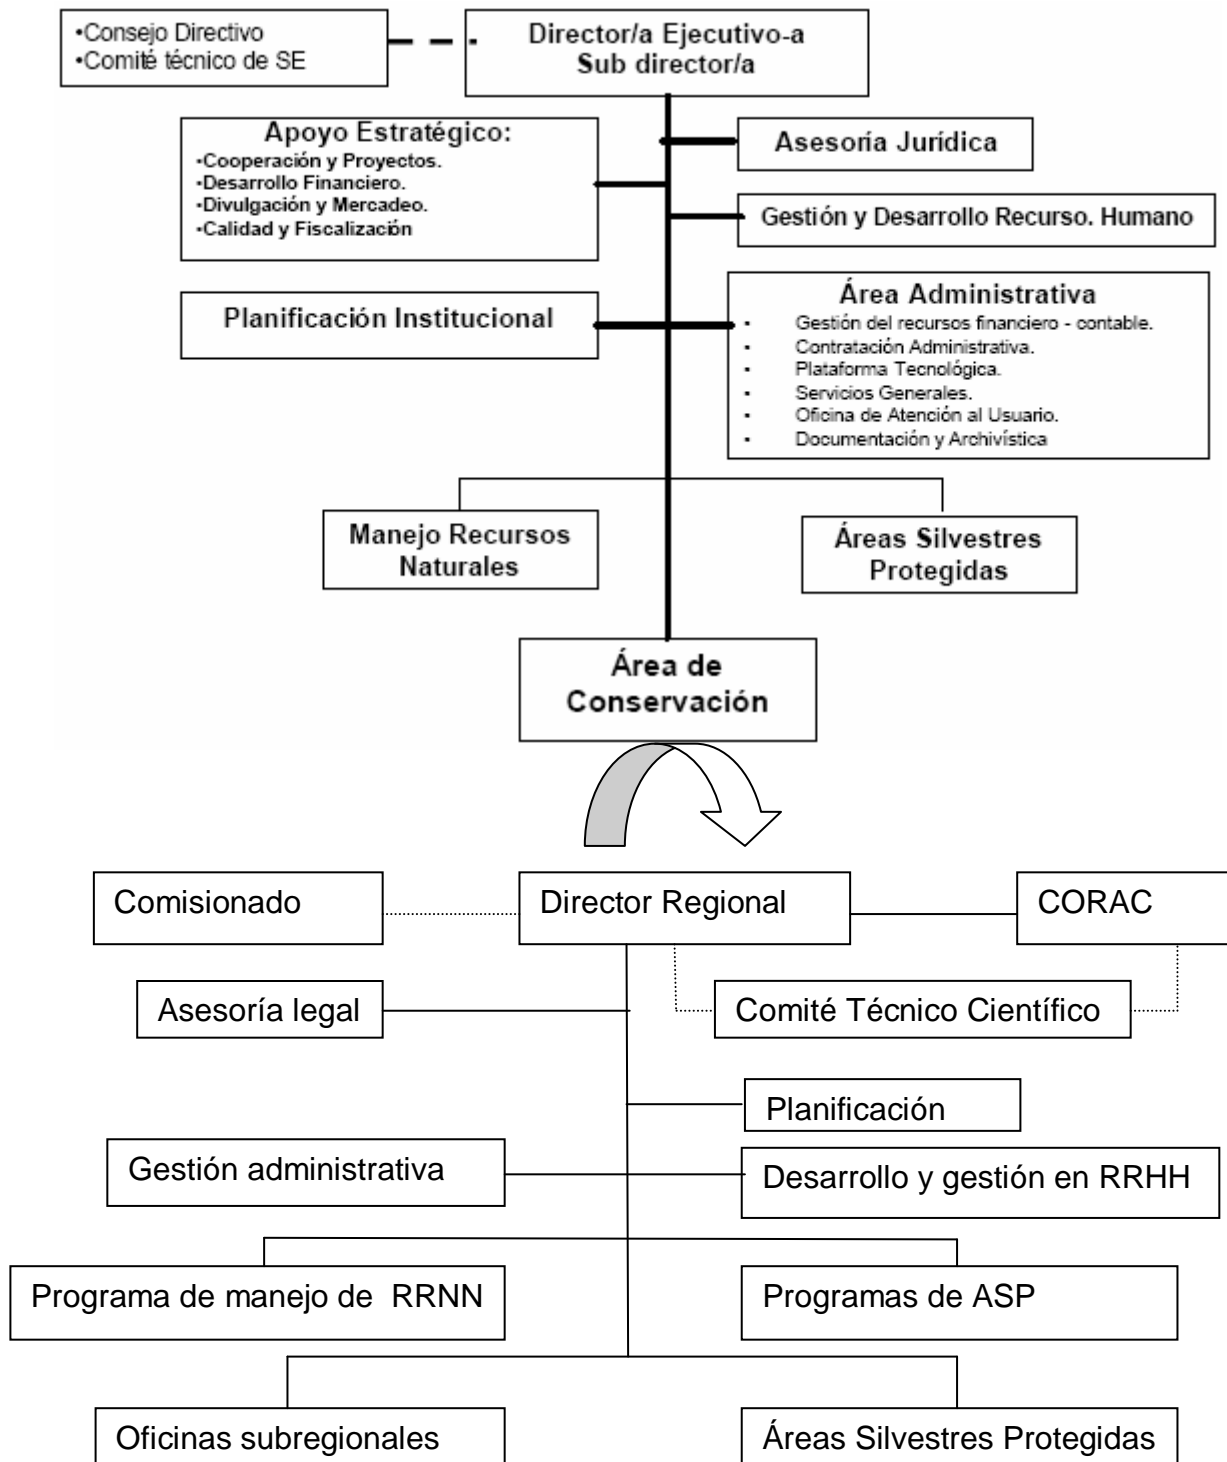 •Consejo Directivo
•Comité técnico de SE
Director/a Ejecutivo-a
Sub director/a
Apoyo Estratégico:
•Cooperación y Proyectos.
•Desarrollo Financiero.
•Divulgación y Mercadeo.
•Calidad y Fiscalización
Asesoría Jurídica
Gestión y Desarrollo Recurso. Humano
Planificación Institucional
Área Administrativa
▪ Gestión del recursos financiero - contable.
▪ Contratación Administrativa.
▪ Plataforma Tecnológica.
▪ Servicios Generales.
▪ Oficina de Atención al Usuario.
▪ Documentación y Archivística
Manejo Recursos
Naturales
Áreas Silvestres
Protegidas
Área de
Conservación
Comisionado
Director Regional
CORAC
Asesoría legal
Comité Técnico Científico
Planificación
Gestión administrativa
Desarrollo y gestión en RRHH
Programa de manejo de  RRNN
Programas de ASP
Oficinas subregionales
Áreas Silvestres Protegidas